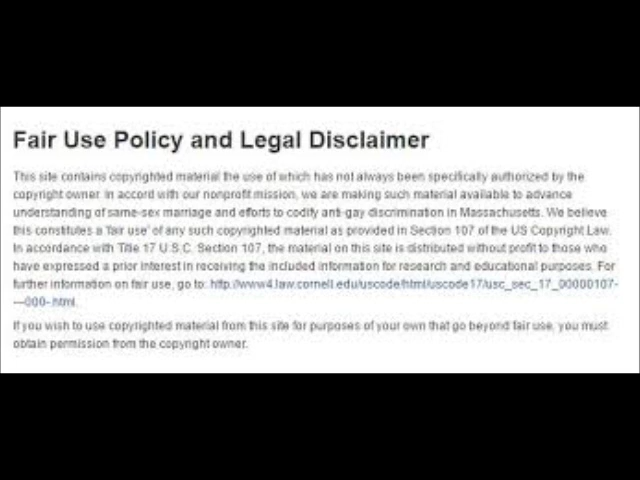 Fair Use Policy and Legal Disclaimer
This site contains copyrighted material the use of which has not always been specifically authorized by the
copyright owner. In accord with our nonprofit mission, we are making such material available to advance
understanding of same-sex marriage and efforts to codify anti-gay discrimination in Massachusetts. We believe
this constitutes a 'fair use' of any such copyrighted material as provided in Section 107 of the US Copyright Law.
In accordance with Title 17 U.S.C. Section 107, the material on this site is distributed without profit to those who
have expressed a prior interest in receiving the included information for research and educational purposes. For
further information on fair use, go to: http://www4.law.cornell.edu/uscode/html/uscode17/usc_sec_17_00000107-
---000-.html.
If you wish to use copyrighted material from this site for purposes of your own that go beyond fair use, you must
obtain permission from the copyright owner.